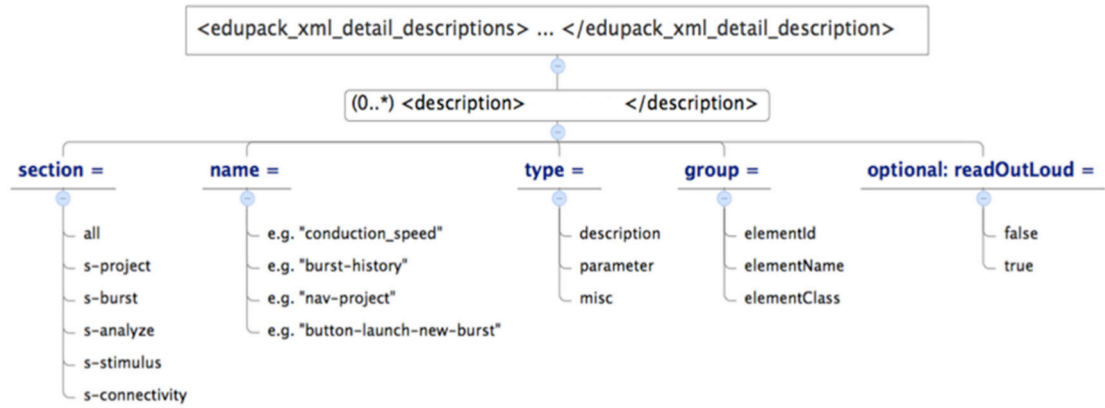 <edupack_xml_detail_descriptions> ... </edupack_xml_detail_description>
(0..*) <description> </description>
section = name = type = group = optional: readOutLoud =
all e.g. "conduction_speed" description elementId false
s-project e.g. "burst-history" parameter elementName true
s-burst e.g. "nav-project" misc elementClass
s-analyze e.g. "button-launch-new-burst"
s-stimulus
s-connectivity